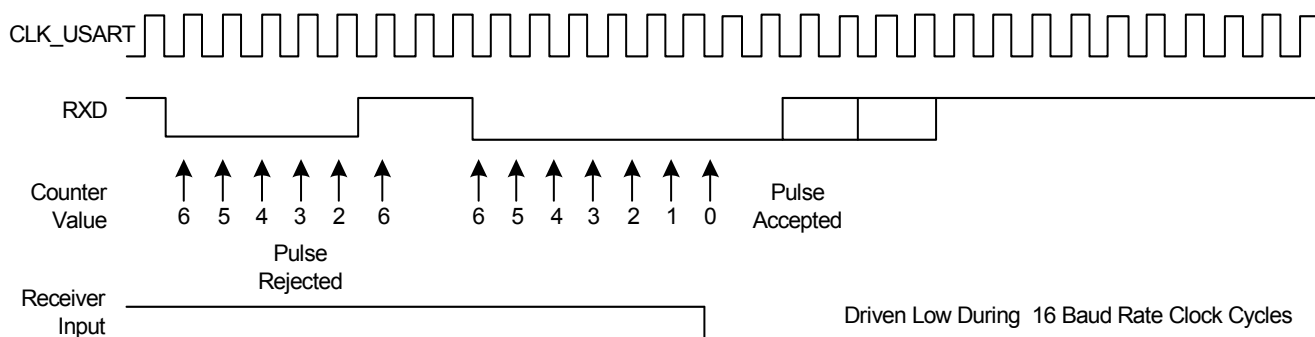 CLK_USART
RXD
Counter
Value
6 5 4 3 2 6 6 5 4 3 2 1 0
Pulse
Accepted
Pulse
Rejected
Receiver
Input
Driven Low During 16 Baud Rate Clock Cycles